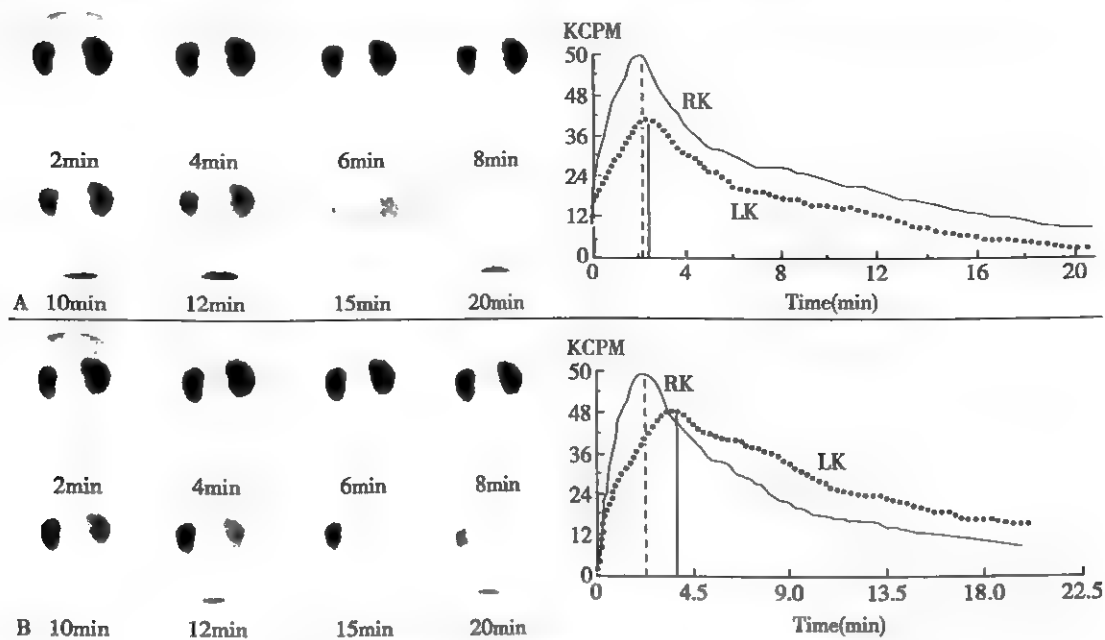 2min 4min 6min 8min
A 10min 12min 15min 20min
KCPM
50
48
36
24
12
0
RK
LK
0 4 8 12 16 20
Time(min)
2min 4min 6min 8min
B 10min 12min 15min 20min
KCPM
50
48
36
24
12
0
RK
LK
0 4.5 9.0 13.5 18.0 22.5
Time(min)